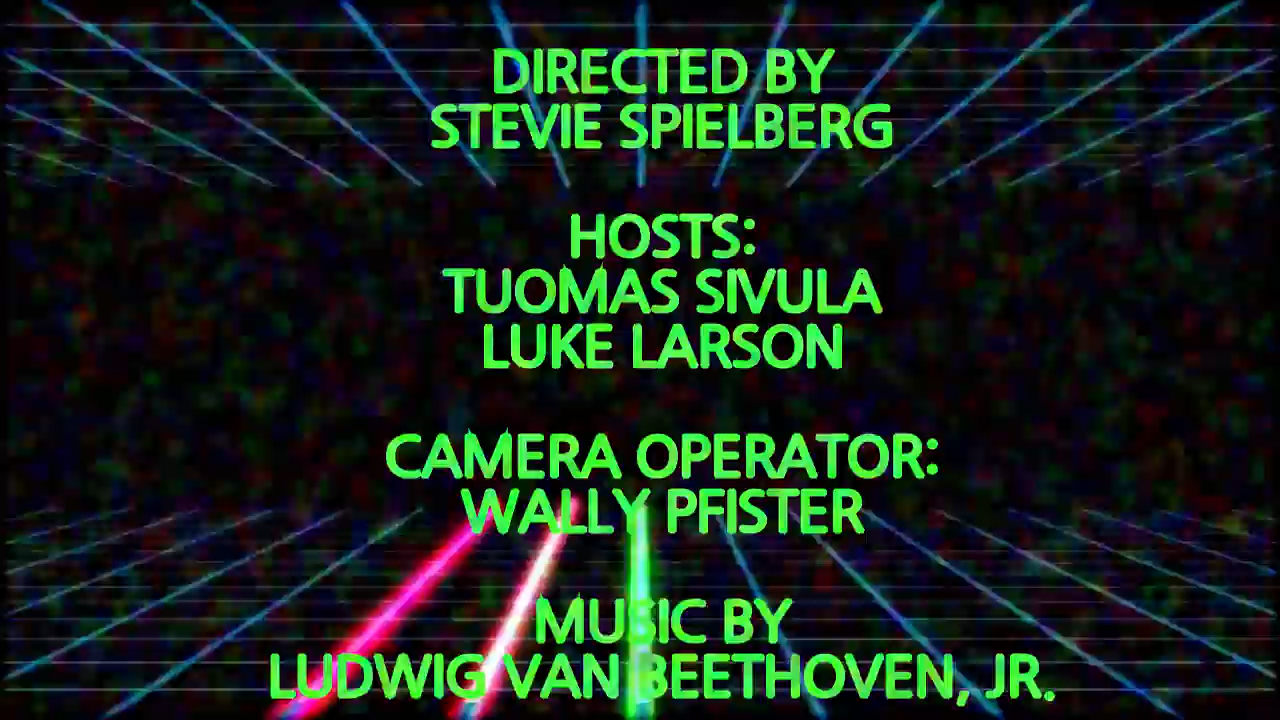 DIRECTED BY
STEVIE SPIELBERG
HOSTS:
TUOMAS SIVULA
LUKE LARSON
CAMERA OPERATOR:
WALLY PFISTER
MUSIC BY
LUDWIG VAN BEETHOVEN, JR.